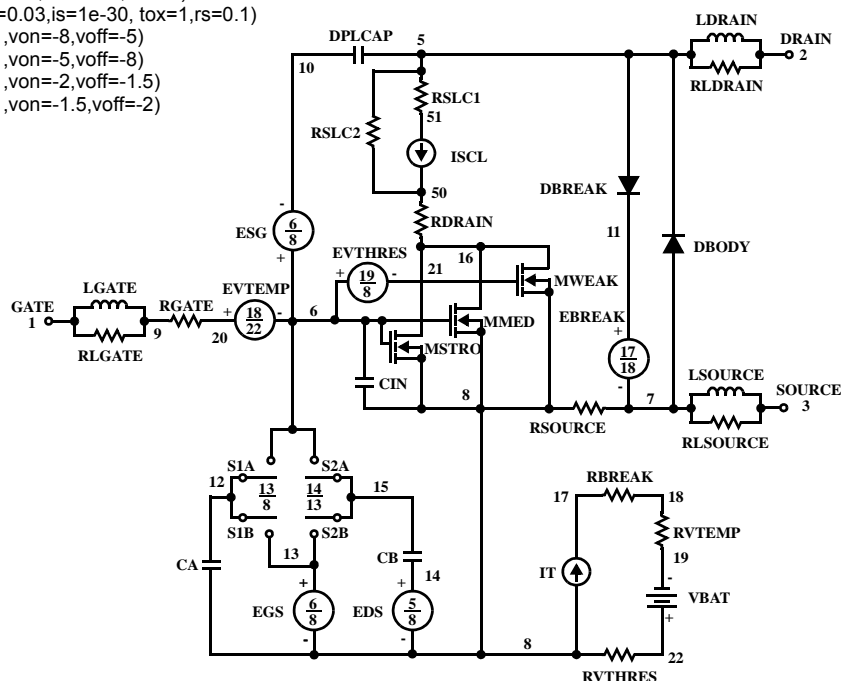 =0.03,is=1e-30, tox=1,rs=0.1)
,von=-8,voff=-5)
,von=-5,voff=-8)
,von=-2,voff=-1.5)
,von=-1.5,voff=-2)
LDRAIN
DPLCAP 5 DRAIN
10 2
RSLC1 RLDRAIN
51
RSLC2
ISCL
50 DBREAK
- RDRAIN
ESG 6 8 11
+ EVTHRES 16 DBODY
+ 19 8 - 21 MWEAK
LGATE EVTEMP
GATE RGATE + 18 22 - 6 MMED EBREAK
1 9 20 +
RLGATE MSTRO 17 18
CIN - LSOURCE
8 7 SOURCE
3
RSOURCE
RLSOURCE
S1A S2A
12 13 8 14 13 15 RBREAK
17 18
S1B S2B RVTEMP
13 CB 19
CA IT -
+ + 14 VBAT
EGS 6 8 EDS 5 8 +
- - 8 22
RVTHRES